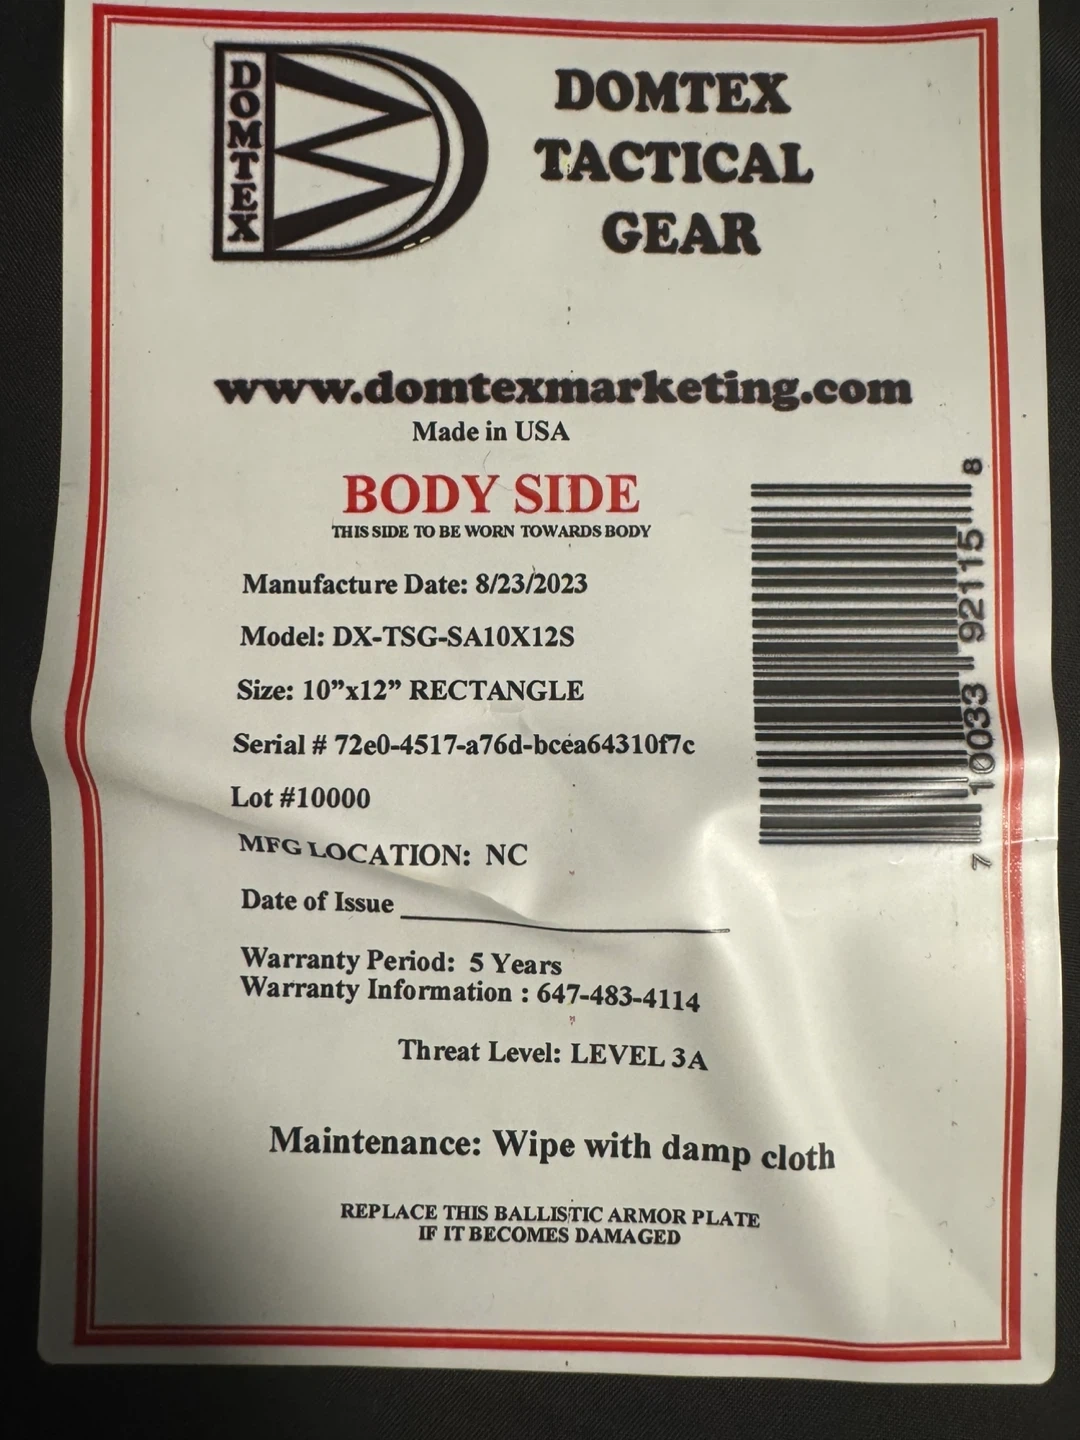 DOMTEX
DOMTEX
TACTICAL
GEAR
www.domtexmarketing.com
Made in USA
BODY SIDE
THIS SIDE TO BE WORN TOWARDS BODY
Manufacture Date: 8/23/2023
Model: DX-TSG-SA10X12S
Size: 10”x12” RECTANGLE
Serial # 72e0-4517-a76d-bcea64310f7c
Lot #10000
MFG LOCATION: NC
Date of Issue
Warranty Period: 5 Years
Warranty Information : 647-483-4114
Threat Level: LEVEL 3A
Maintenance: Wipe with damp cloth
REPLACE THIS BALLISTIC ARMOR PLATE
IF IT BECOMES DAMAGED
7 10033 92115 8